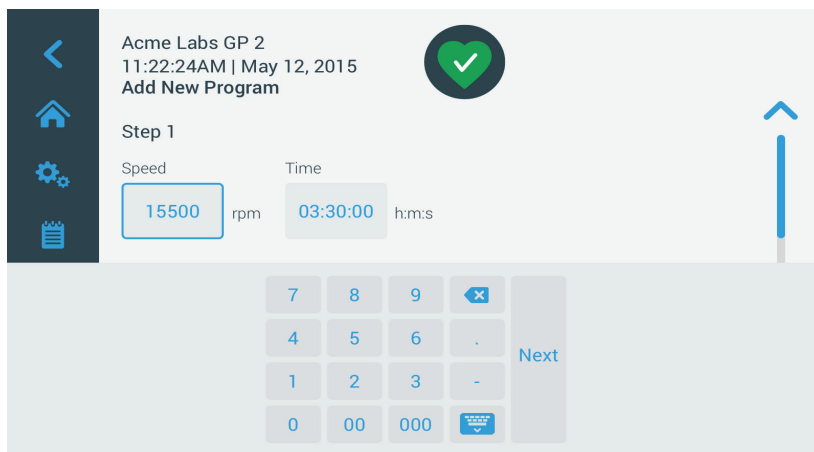 Acme Labs GP 2
11:22:24AM | May 12, 2015
Add New Program
Step 1
Speed Time
15500 rpm 03:30:00 h:m:s
7 8 9
4 5 6 .
Next
1 2 3 -
0 00 000